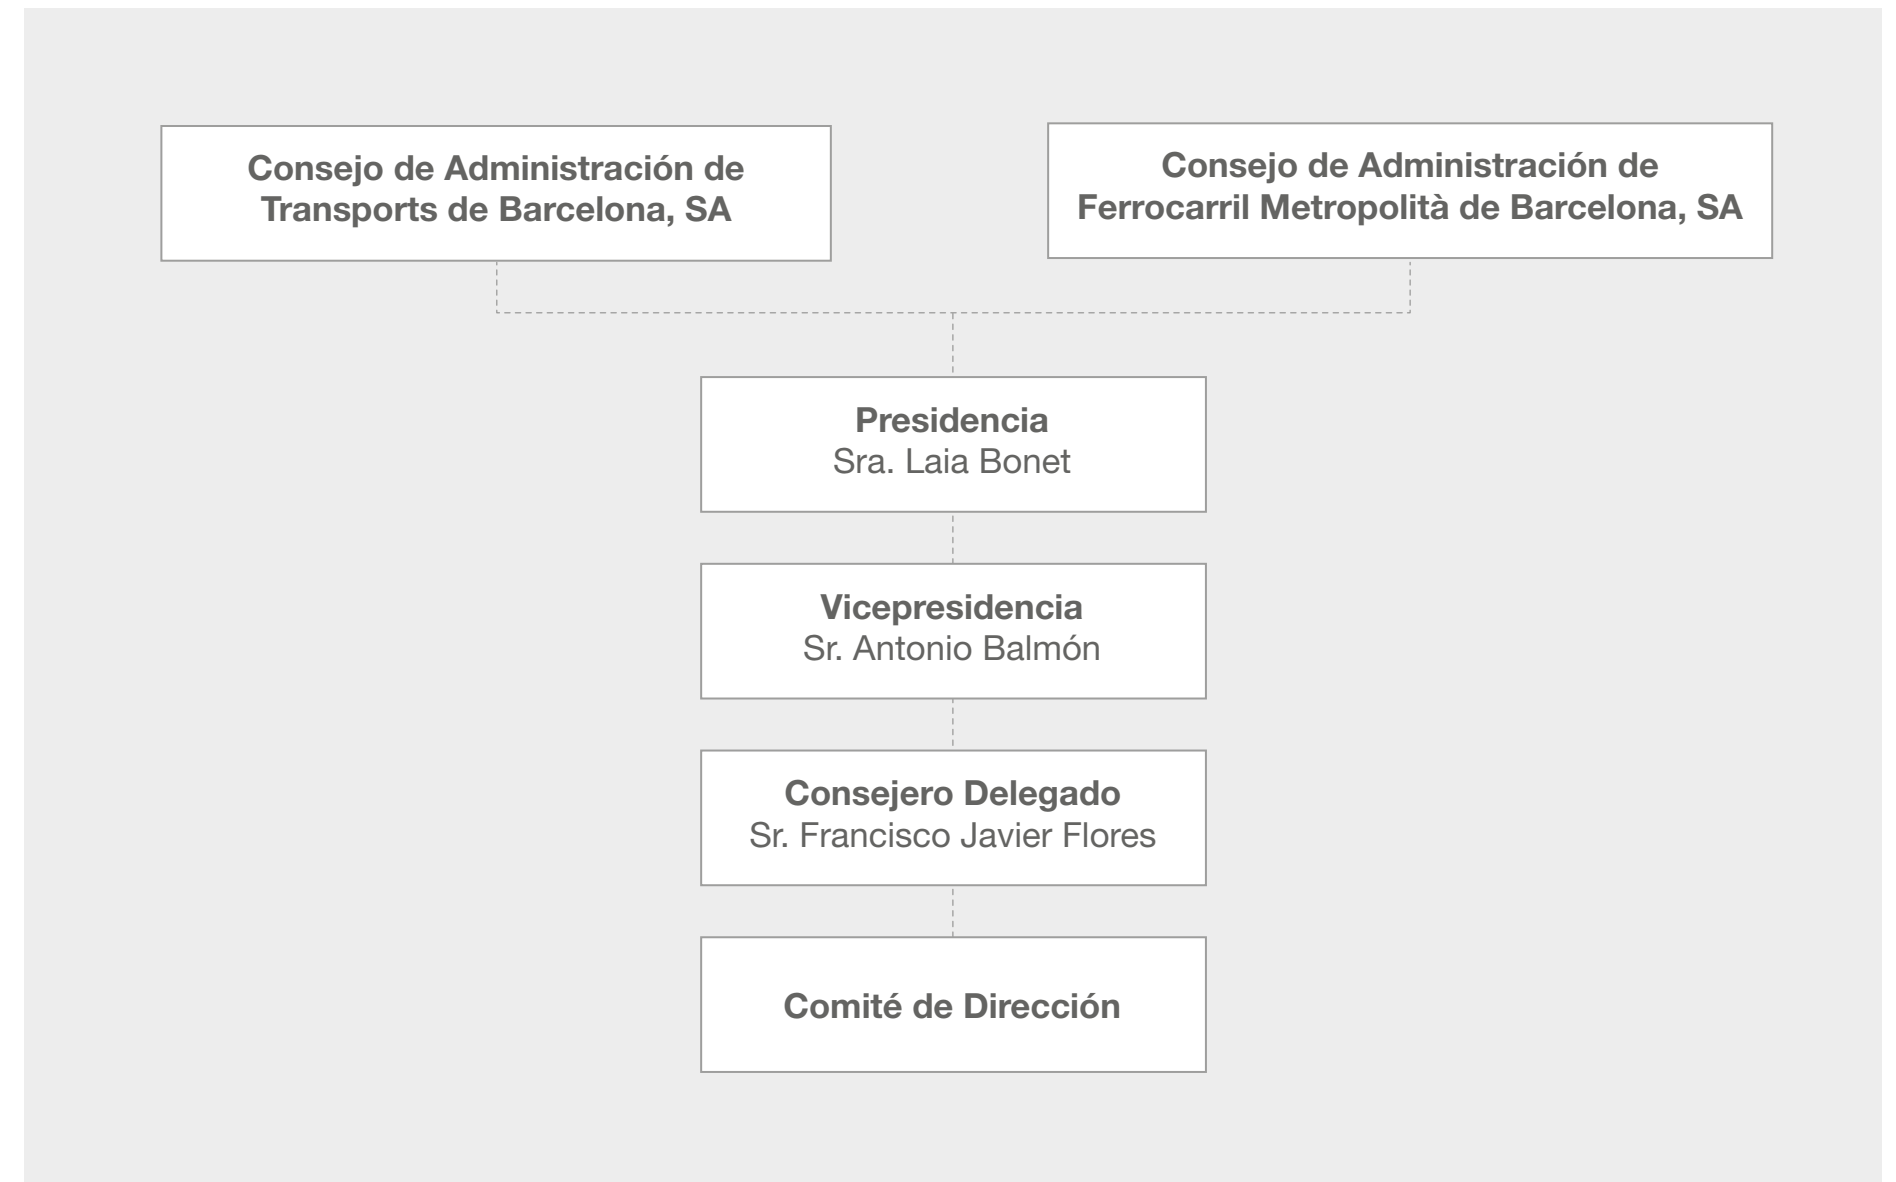 Consejo de Administración de
Transports de Barcelona, SA
Consejo de Administración de
Ferrocarril Metropolità de Barcelona, SA
Presidencia
Sra. Laia Bonet
Vicepresidencia
Sr. Antonio Balmón
Consejero Delegado
Sr. Francisco Javier Flores
Comité de Dirección